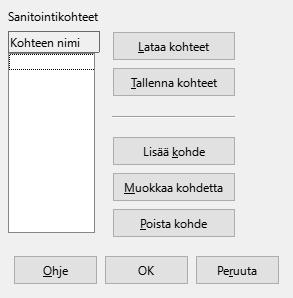 Sanitointikohteet
Kohteen nimi
Lataa kohteet
Tallenna kohteet
Lisää kohde
Muokkaa kohdetta
Poista kohde
Ohje
OK
Peruuta